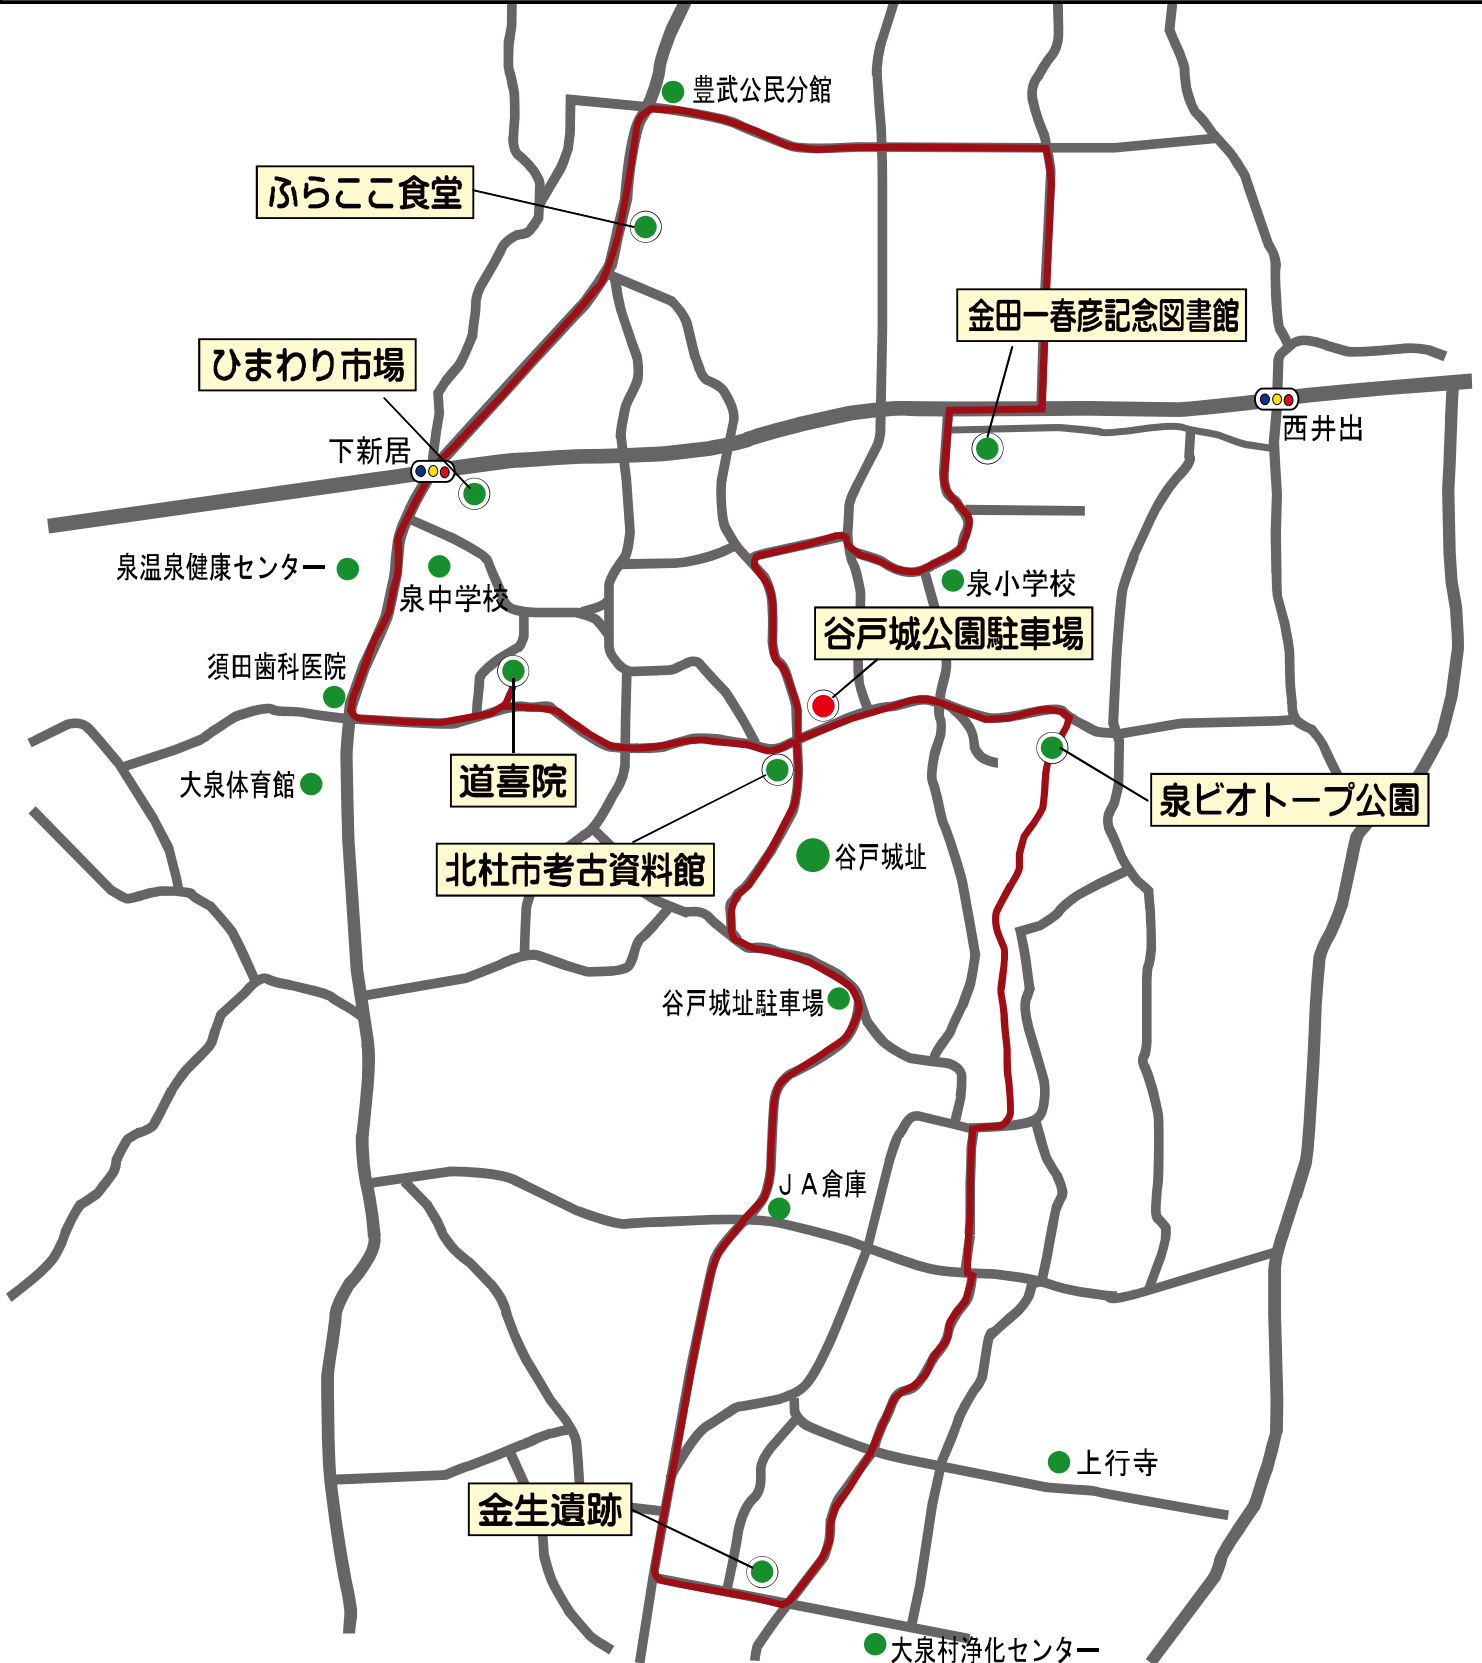 豊武公民分館
ふらここ食堂
金田一春彦記念図書館
ひまわり市場
下新居
西井出
泉温泉健康センター
泉中学校
泉小学校
谷戸城公園駐車場
須田歯科医院
道喜院
大泉体育館
泉ビオトープ公園
北杜市考古資料館
谷戸城址
谷戸城址駐車場
ＪＡ倉庫
上行寺
金生遺跡
大泉村浄化センター